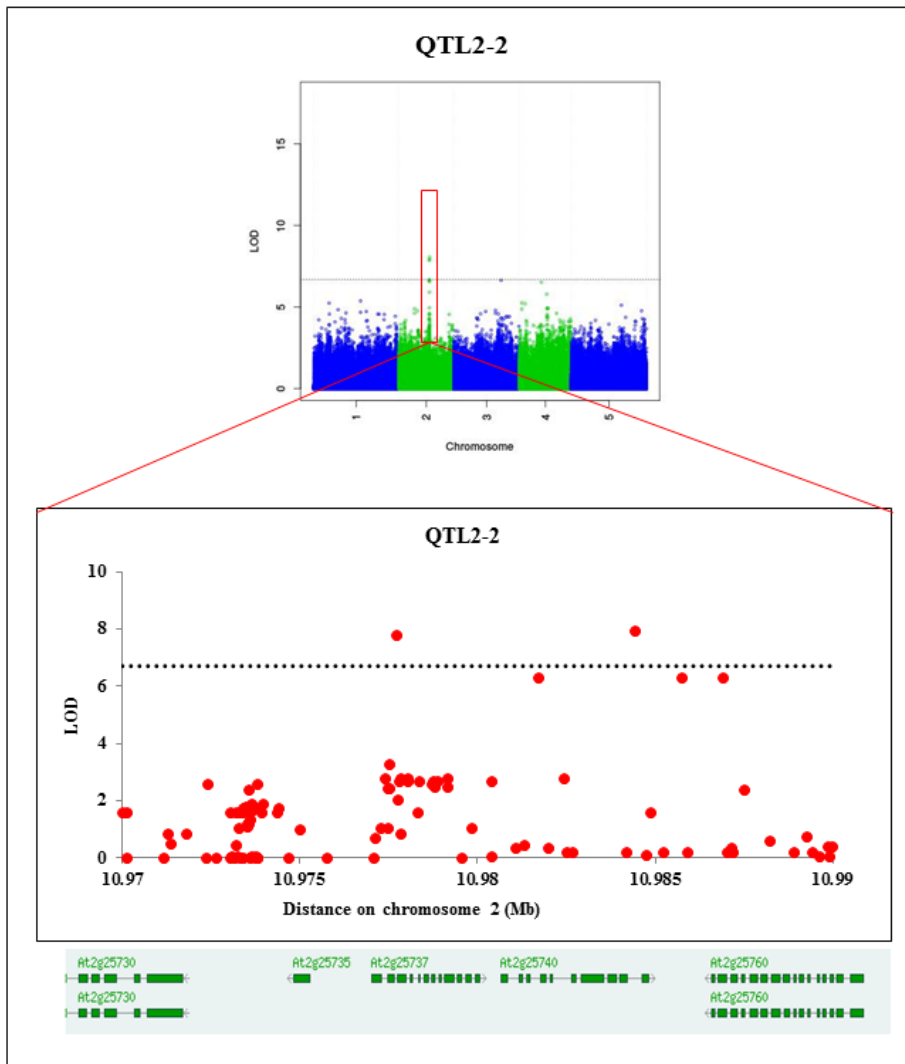 QTL2-2
15
10
5
0
LOD
1 2 3 4 5
Chromosome
QTL2-2
10
8
6
4
2
0
LOD
10.97 10.975 10.98 10.985 10.99
Distance on chromosome 2 (Mb)
At2g25730 At2g25735 At2g25737 At2g25740 At2g25760
At2g25730 At2g25760